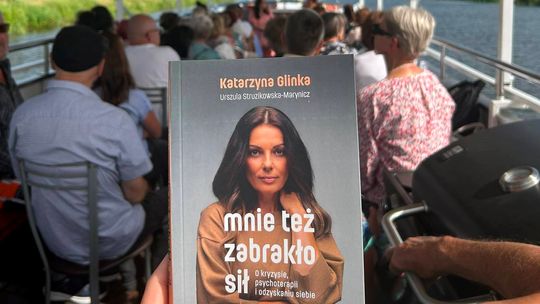 Katarzyna Glinka
Urszula Struzikowska-Marynicz
mnie też
zabrakło
sił
O kryzysie,
psychoterapii
i odzyskaniu siebie